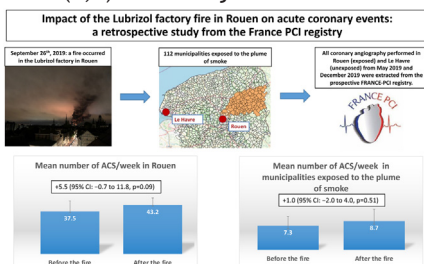 Impact of the Lubrizol factory fire in Rouen on acute coronary events:
a retrospective study from the France PCI registry
September 26th, 2019: a fire occurred
in the Lubrizol factory in Rouen
112 municipalities exposed to the plume
of smoke
All coronary angiography performed in
Rouen (exposed) and Le Havre
(unexposed) from May 2019 and
December 2019 were extracted from the
prospective FRANCE-PCI registry.
Le Havre
Rouen
FRANCE PCI
Mean number of ACS/week in Rouen
+5.5 (95% CI: −0.7 to 11.8, p=0.09)
37.5
43.2
Before the fire
After the fire
Mean number of ACS/week in
municipalities exposed to the plume
of smoke
+1.0 (95% CI: −2.0 to 4.0, p=0.51)
7.3
8.7
Before the fire
After the fire